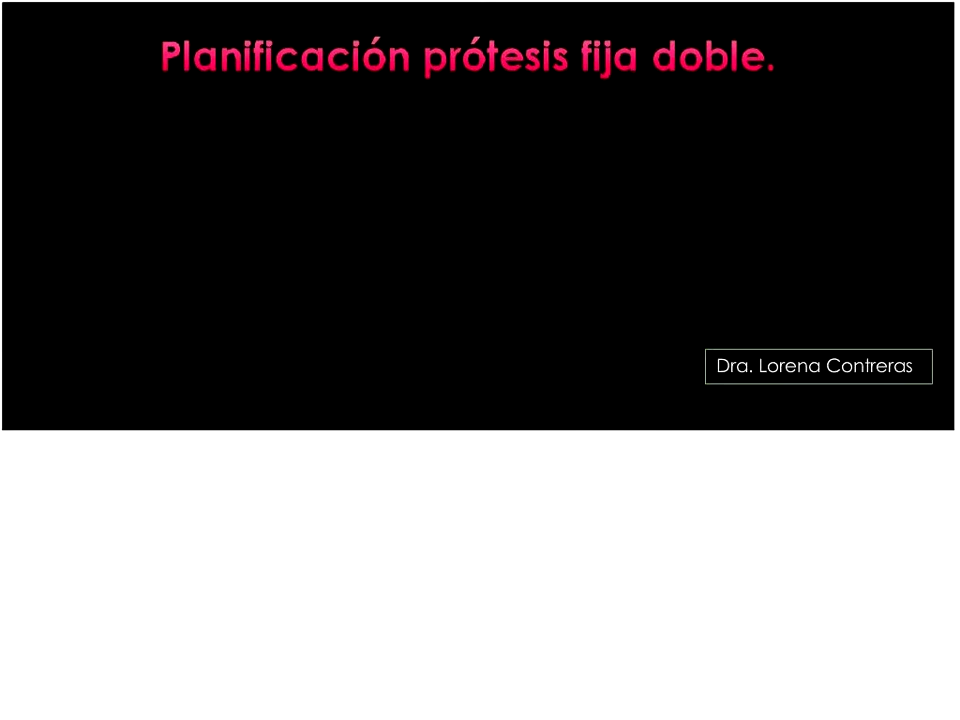 Planificación prótesis fija doble.
Dra. Lorena Contreras